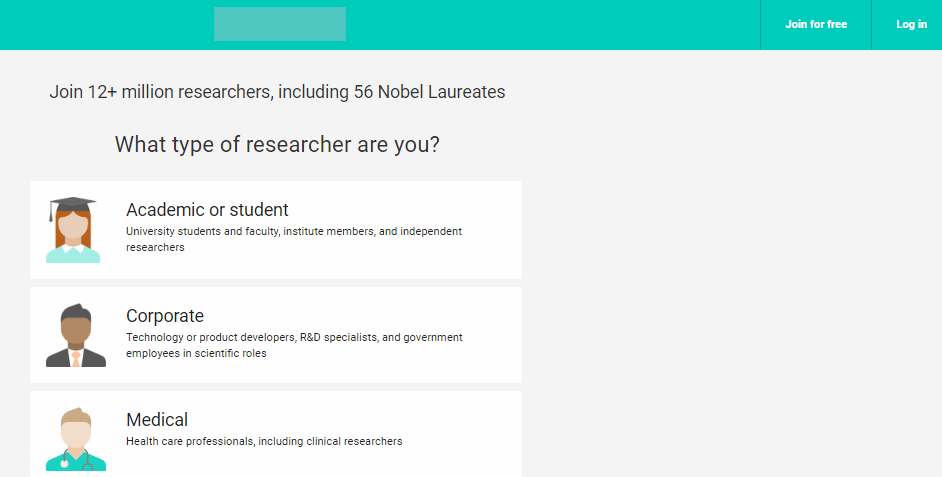 Join for free
Log in
Join 12+ million researchers, including 56 Nobel Laureates
What type of researcher are you?
Academic or student
University students and faculty, institute members, and independent
researchers
Corporate
Technology or product developers, R&D specialists, and government
employees in scientific roles
Medical
Health care professionals, including clinical researchers